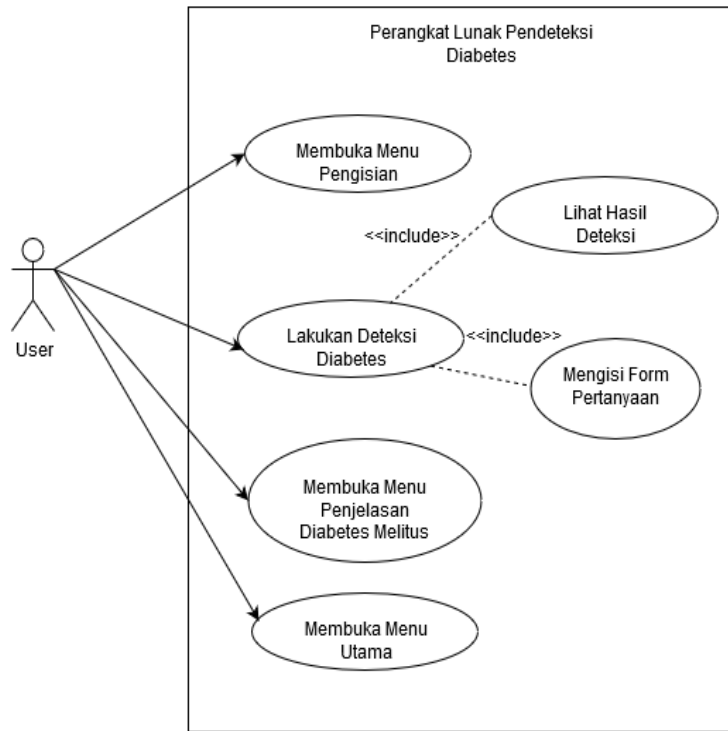 Perangkat Lunak Pendeteksi
Diabetes
Membuka Menu
Pengisian
Lihat Hasil
Deteksi
<<include>>
User
Lakukan Deteksi
Diabetes
<<include>>
Mengisi Form
Pertanyaan
Membuka Menu
Penjelasan
Diabetes Melitus
Membuka Menu
Utama